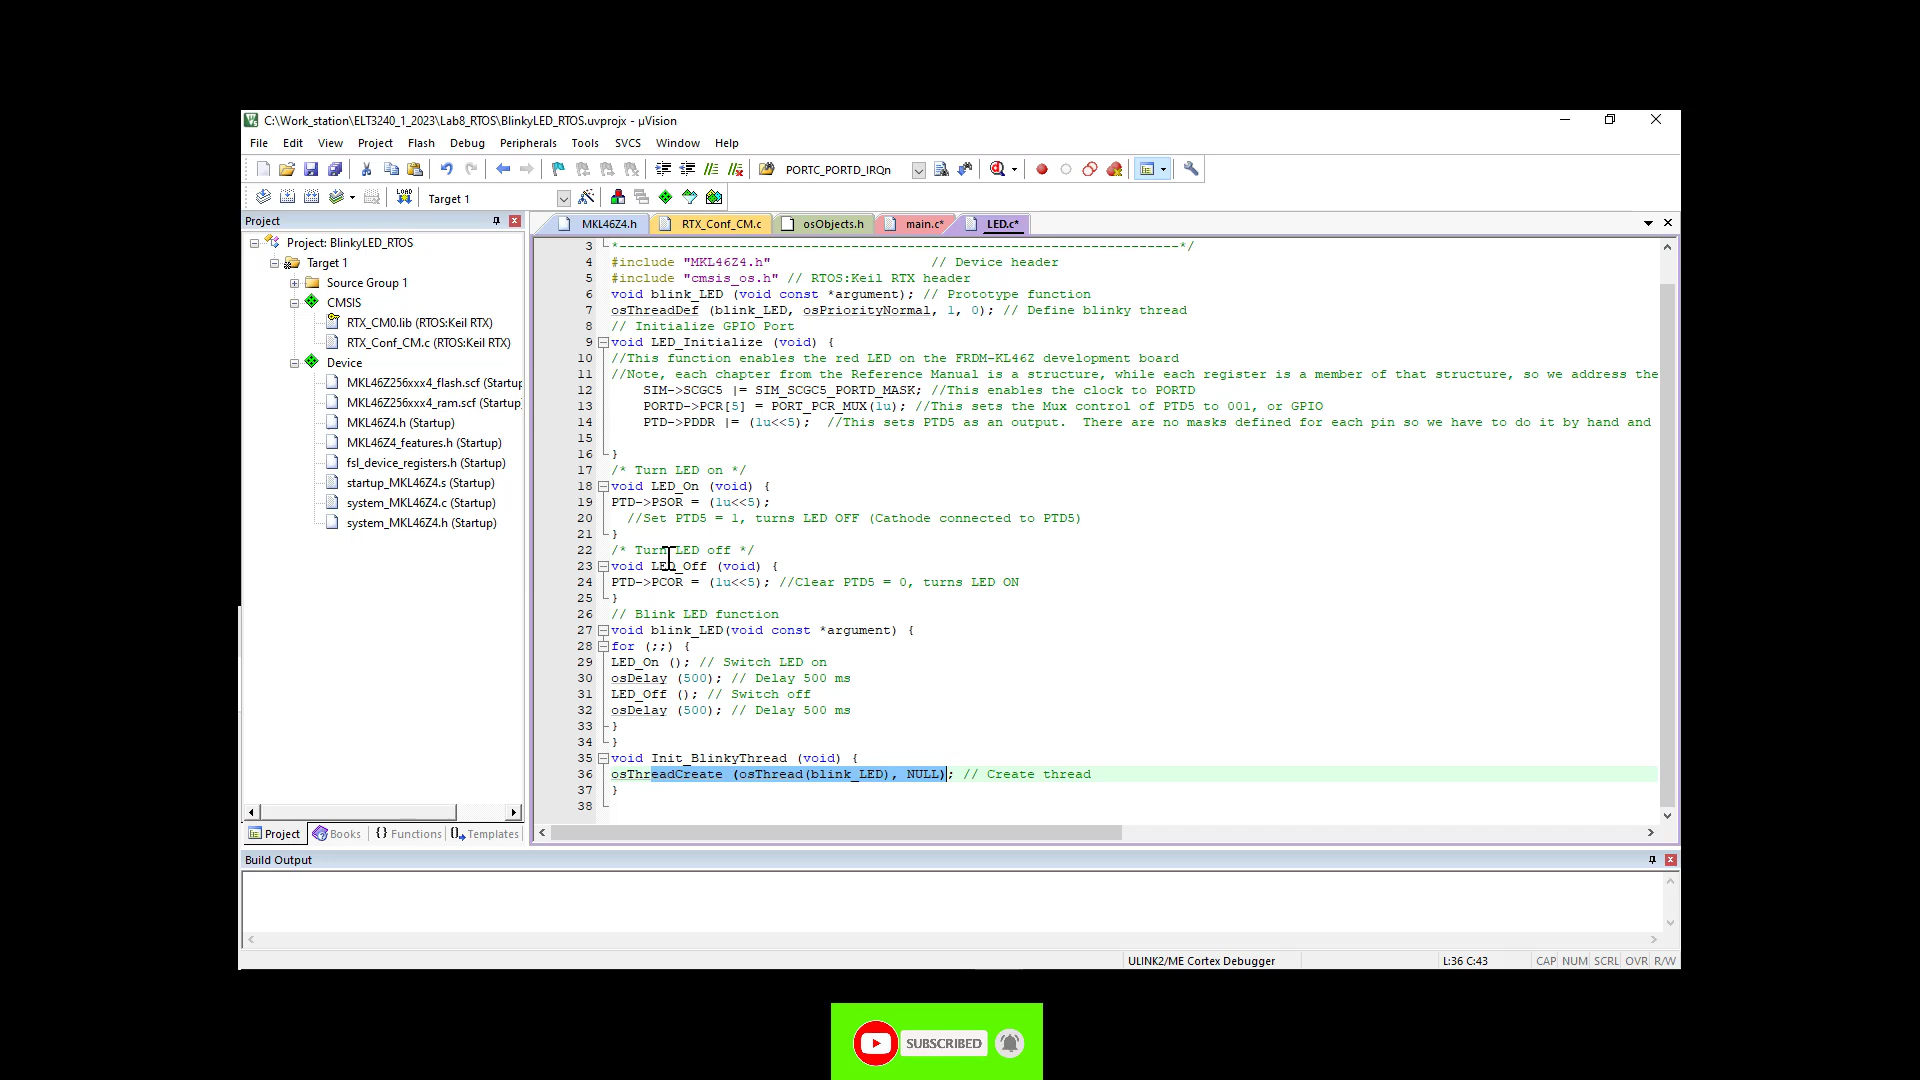 C:\Work_station\ELT3240_1_2023\Lab8_RTOS\BlinkyLED_RTOS.uvprojx - µVision
File Edit View Project Flash Debug Peripherals Tools SVCS Window Help
PORTC_PORTD_IRQn
LOAD Target 1
Project
MKL46Z4.h RTX_Conf_CM.c osObjects.h main.c* LED.c*
Project: BlinkyLED_RTOS
Target 1
Source Group 1
CMSIS
RTX_CM0.lib (RTOS:Keil RTX)
RTX_Conf_CM.c (RTOS:Keil RTX)
Device
MKL46Z256xxx4_flash.scf (Startup
MKL46Z256xxx4_ram.scf (Startup
MKL46Z4.h (Startup)
MKL46Z4_features.h (Startup)
fsl_device_registers.h (Startup)
startup_MKL46Z4.s (Startup)
system_MKL46Z4.c (Startup)
system_MKL46Z4.h (Startup)
Project Books Functions Templates
3 *----------------------------------------------------------------------*/
4 #include "MKL46Z4.h" // Device header
5 #include "cmsis_os.h" // RTOS:Keil RTX header
6 void blink_LED (void const *argument); // Prototype function
7 osThreadDef (blink_LED, osPriorityNormal, 1, 0); // Define blinky thread
8 // Initialize GPIO Port
9 void LED_Initialize (void) {
10 //This function enables the red LED on the FRDM-KL46Z development board
11 //Note, each chapter from the Reference Manual is a structure, while each register is a member of that structure, so we address the
12 SIM->SCGC5 |= SIM_SCGC5_PORTD_MASK; //This enables the clock to PORTD
13 PORTD->PCR[5] = PORT_PCR_MUX(1u); //This sets the Mux control of PTD5 to 001, or GPIO
14 PTD->PDDR |= (1u<<5); //This sets PTD5 as an output. There are no masks defined for each pin so we have to do it by hand and
15
16 }
17 /* Turn LED on */
18 void LED_On (void) {
19 PTD->PSOR = (1u<<5);
20 //Set PTD5 = 1, turns LED OFF (Cathode connected to PTD5)
21 }
22 /* Turn LED off */
23 void LED_Off (void) {
24 PTD->PCOR = (1u<<5); //Clear PTD5 = 0, turns LED ON
25 }
26 // Blink LED function
27 void blink_LED(void const *argument) {
28 for (;;) {
29 LED_On (); // Switch LED on
30 osDelay (500); // Delay 500 ms
31 LED_Off (); // Switch off
32 osDelay (500); // Delay 500 ms
33 }
34 }
35 void Init_BlinkyThread (void) {
36 osThreadCreate (osThread(blink_LED), NULL); // Create thread
37 }
38
Build Output
ULINK2/ME Cortex Debugger L:36 C:43 CAP NUM SCRL OVR R/W
SUBSCRIBED